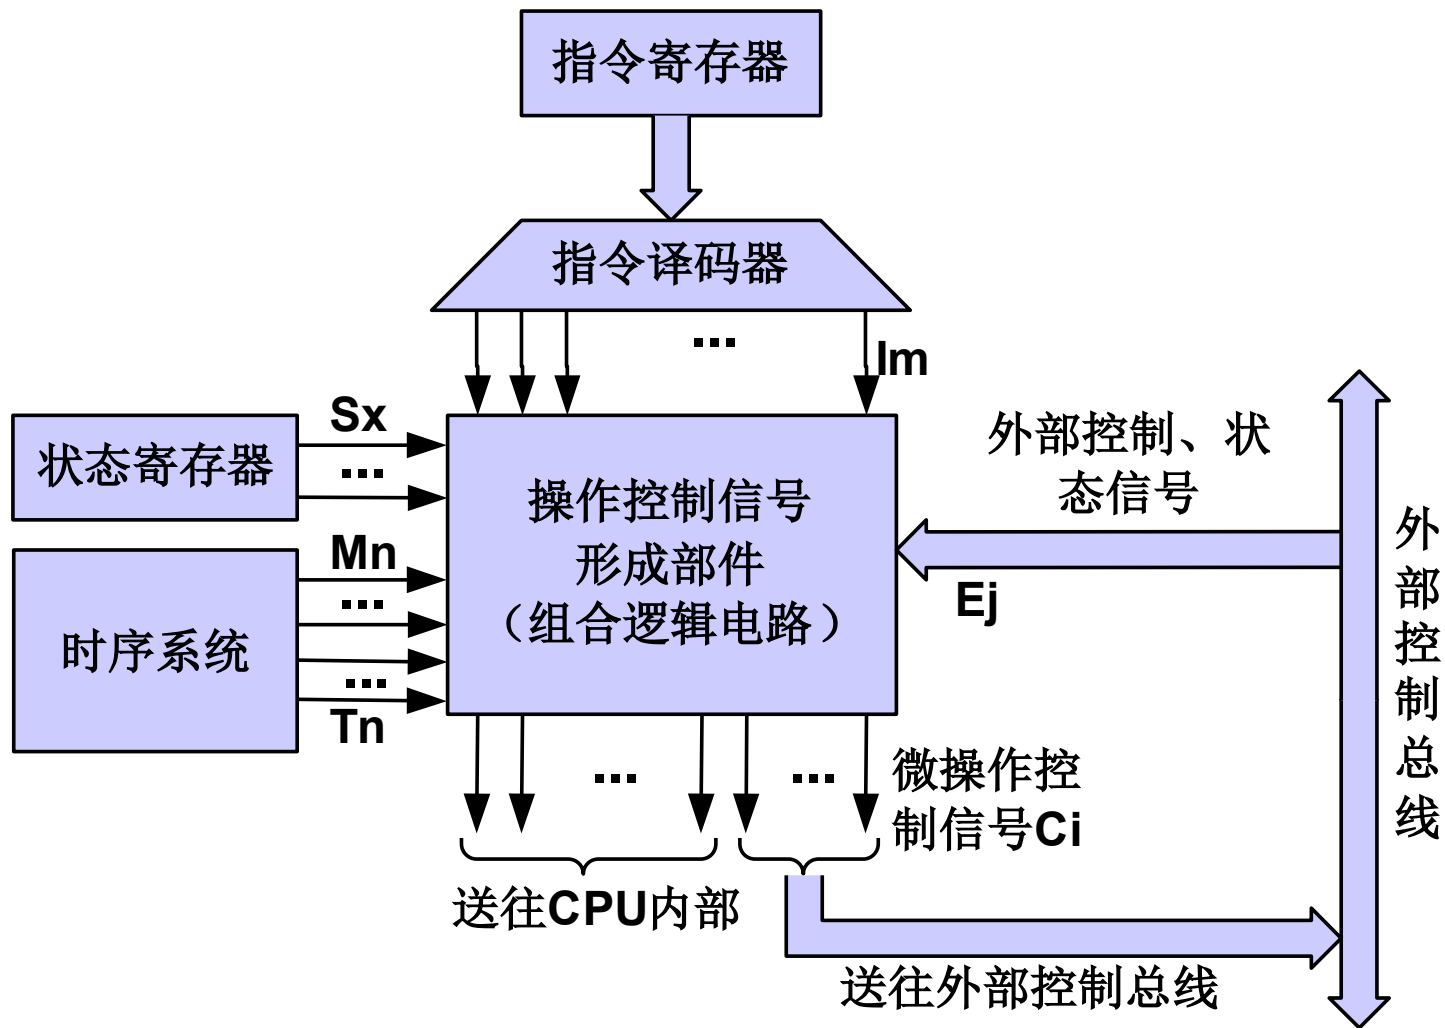 指令寄存器
指令译码器
...
Im
Sx
状态寄存器
...
外部控制、状
态信号
操作控制信号
形成部件
（组合逻辑电路）
Mn
...
时序系统
...
Tn
Ej
外部控制总线
...
...
微操作控
制信号Ci
送往CPU内部
送往外部控制总线